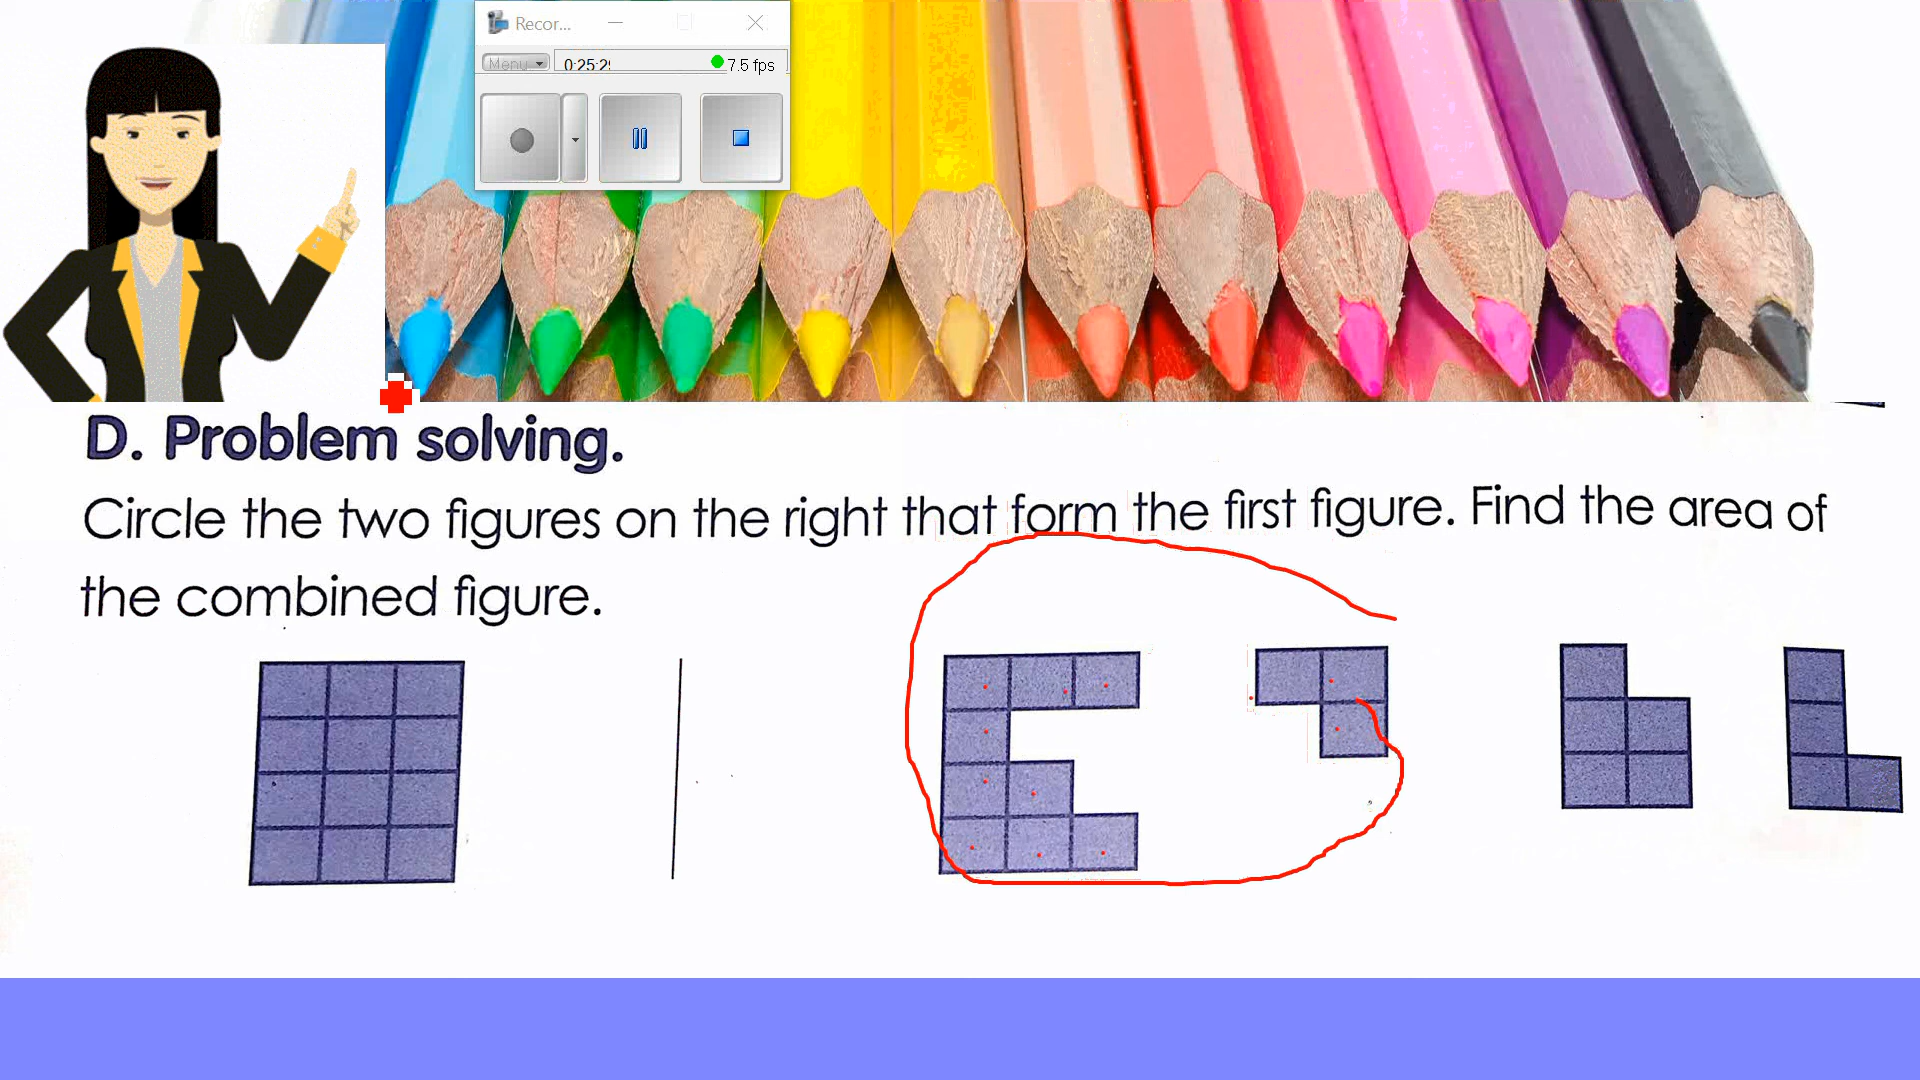 Recor...
Menu
0:25:2
7.5 fps
D. Problem solving.
Circle the two figures on the right that form the first figure. Find the area of
the combined figure.